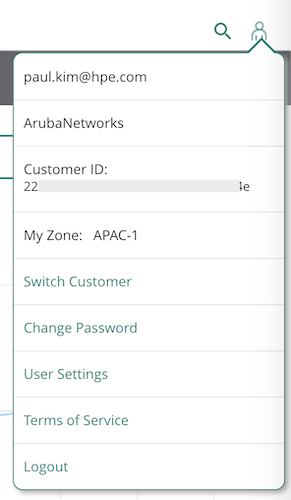 paul.kim@hpe.com
ArubaNetworks
Customer ID:
22 4e
My Zone: APAC-1
Switch Customer
Change Password
User Settings
Terms of Service
Logout